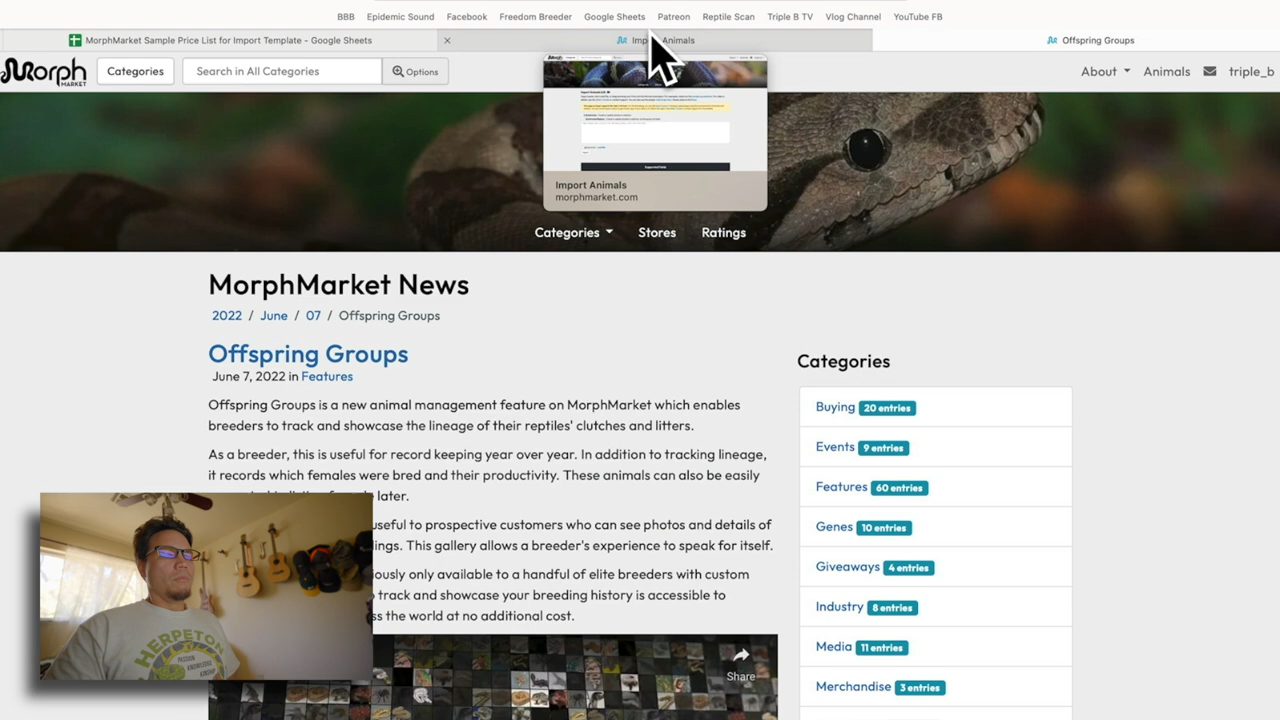 BBB Epidemic Sound Facebook Freedom Breeder Google Sheets Patreon Reptile Scan Triple B TV Vlog Channel YouTube FB
MorphMarket Sample Price List for Import Template - Google Sheets
Import Animals
Offspring Groups
Morph
MARKET
Categories
Search in All Categories
Options
About
Animals
triple_b
Import Animals
morphmarket.com
Categories Stores Ratings
MorphMarket News
2022 / June / 07 / Offspring Groups
Offspring Groups
June 7, 2022 in Features
Offspring Groups is a new animal management feature on MorphMarket which enables
breeders to track and showcase the lineage of their reptiles' clutches and litters.
As a breeder, this is useful for record keeping year over year. In addition to tracking lineage,
it records which females were bred and their productivity. These animals can also be easily
later.
useful to prospective customers who can see photos and details of
ings. This gallery allows a breeder's experience to speak for itself.
iously only available to a handful of elite breeders with custom
track and showcase your breeding history is accessible to
ss the world at no additional cost.
Share
Categories
Buying 20 entries
Events 9 entries
Features 60 entries
Genes 10 entries
Giveaways 4 entries
Industry 8 entries
Media 11 entries
Merchandise 3 entries